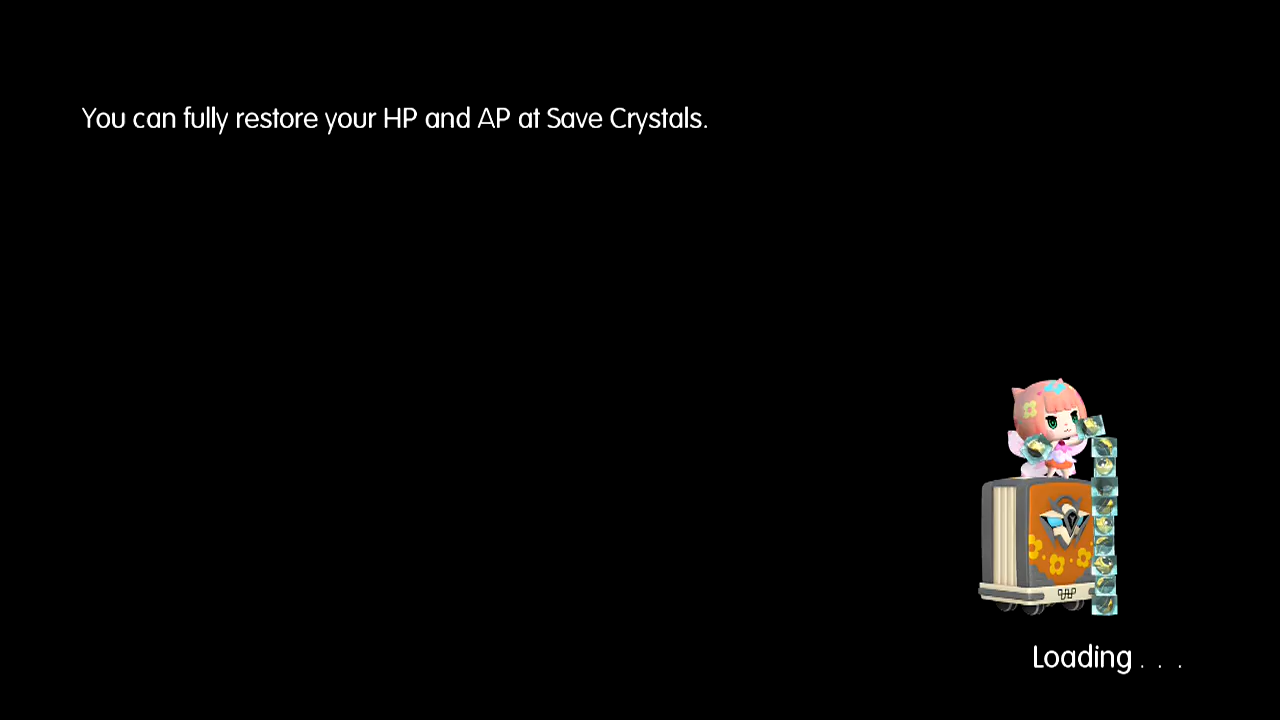 You can fully restore your HP and AP at Save Crystals.
Loading . . .